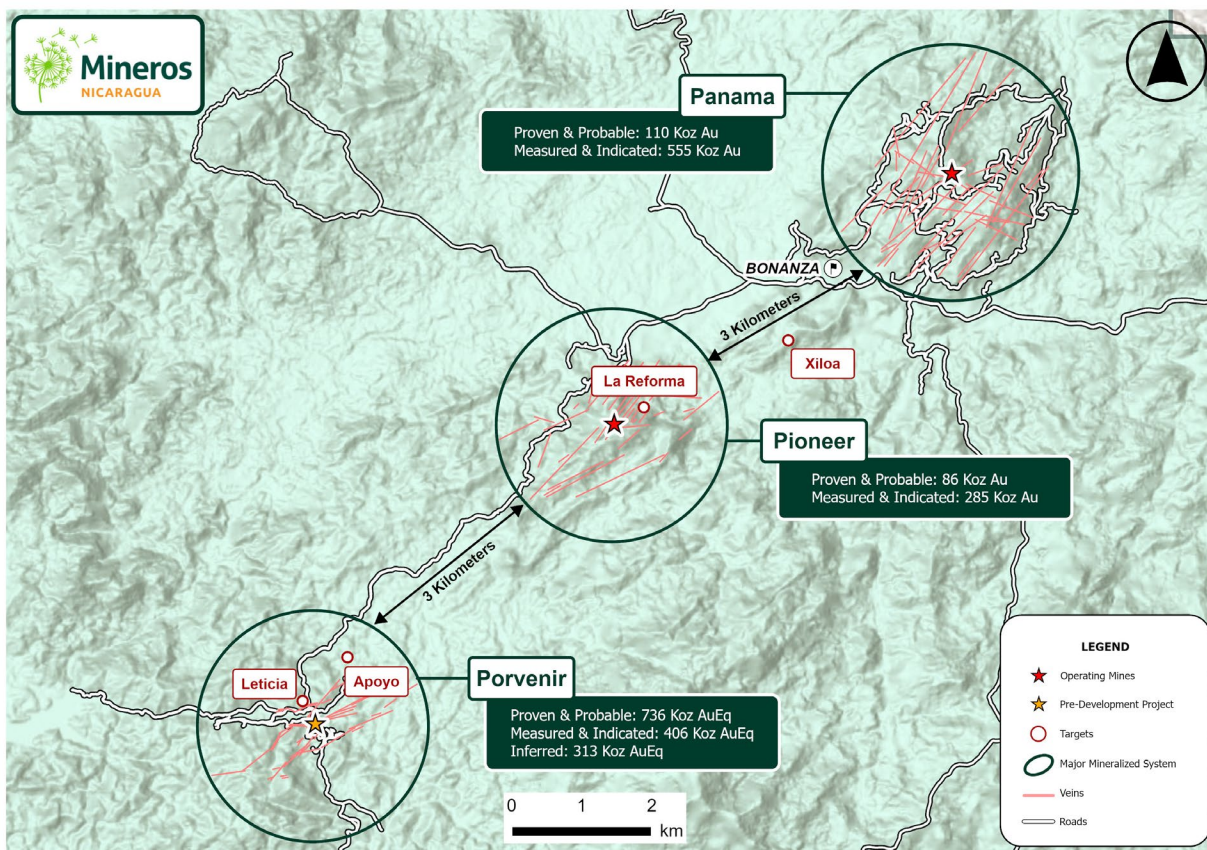 Mineros
NICARAGUA
Panama
Proven & Probable: 110 Koz Au
Measured & Indicated: 555 Koz Au
BONANZA
3 Kilometers
Xiloa
La Reforma
Pioneer
Proven & Probable: 86 Koz Au
Measured & Indicated: 285 Koz Au
3 Kilometers
Leticia
Apoyo
Porvenir
Proven & Probable: 736 Koz AuEq
Measured & Indicated: 406 Koz AuEq
Inferred: 313 Koz AuEq
0 1 2
km
LEGEND
Operating Mines
Pre-Development Project
Targets
Major Mineralized System
Veins
Roads